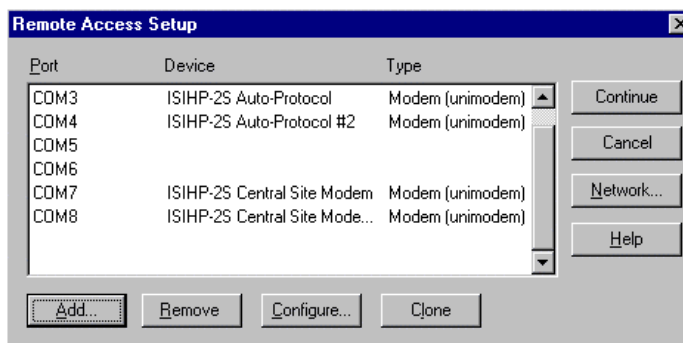 Remote Access Setup
Port Device Type
COM3 ISIHP-2S Auto-Protocol Modem (unimodem)
COM4 ISIHP-2S Auto-Protocol #2 Modem (unimodem)
COM5
COM6
COM7 ISIHP-2S Central Site Modem Modem (unimodem)
COM8 ISIHP-2S Central Site Mode... Modem (unimodem)
Continue
Cancel
Network...
Help
Add... Remove Configure... Clone